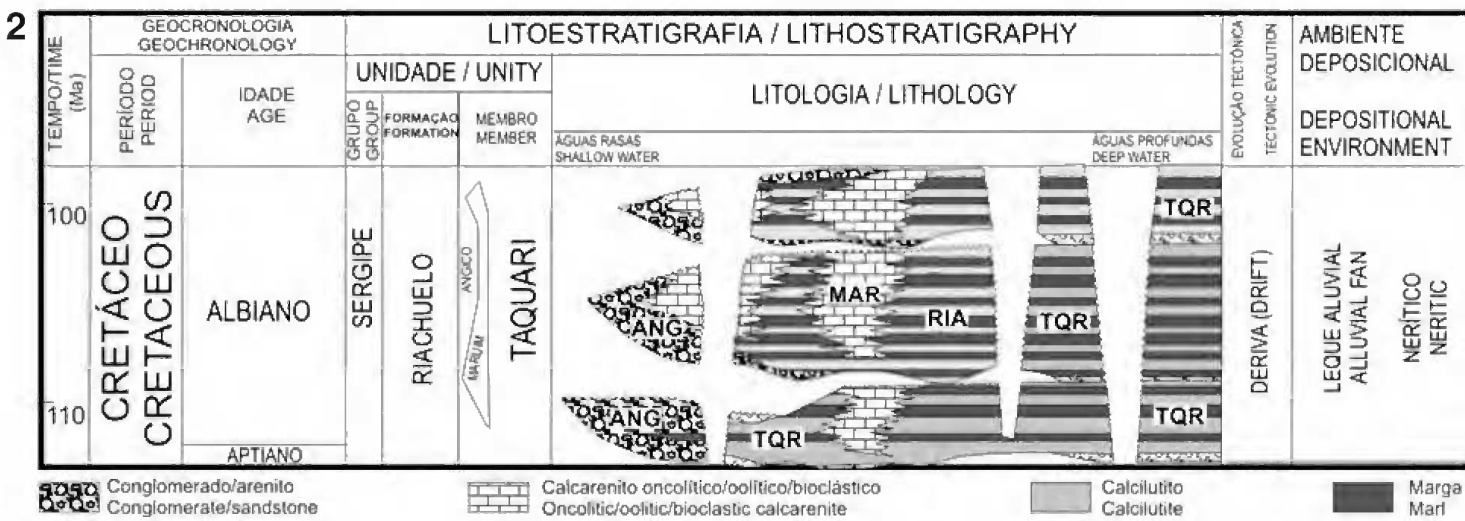 2
TEMPO/TIME
(Ma)
GEOCRONOLOGIA
GEOCHRONOLOGY
PERÍODO
PERIOD
IDADE
AGE
LITOESTRATIGRAFIA / LITHOSTRATIGRAPHY
UNIDADE / UNITY
GRUPO
GROUP
FORMAÇÃO
FORMATION
MEMBRO
MEMBER
LITOLOGIA / LITHOLOGY
ÁGUAS RASAS
SHALLOW WATER
ÁGUAS PROFUNDAS
DEEP WATER
EVOLUÇÃO TECTÓNICA
TECTONIC EVOLUTION
AMBIENTE
DEPOSICIONAL
DEPOSITIONAL
ENVIRONMENT
100
110
CRETÁCEO
CRETACEOUS
ALBIANO
APTIANO
SERGIPE
RIACHUELO
ANGICO
MARUIM
TAQUARI
TQR
MAR
CANG
RIA
TQR
ANG
TQR
TQR
DERIVA (DRIFT)
LEQUE ALUVIAL
ALLUVIAL FAN
NERÍTICO
NERITIC
Conglomerado/arenito
Conglomerate/sandstone
Calcarenito oncolítico/oolítico/bioclástico
Oncolitic/oolitic/bioclastic calcarenite
Calcilutito
Calcilutite
Marga
Marl